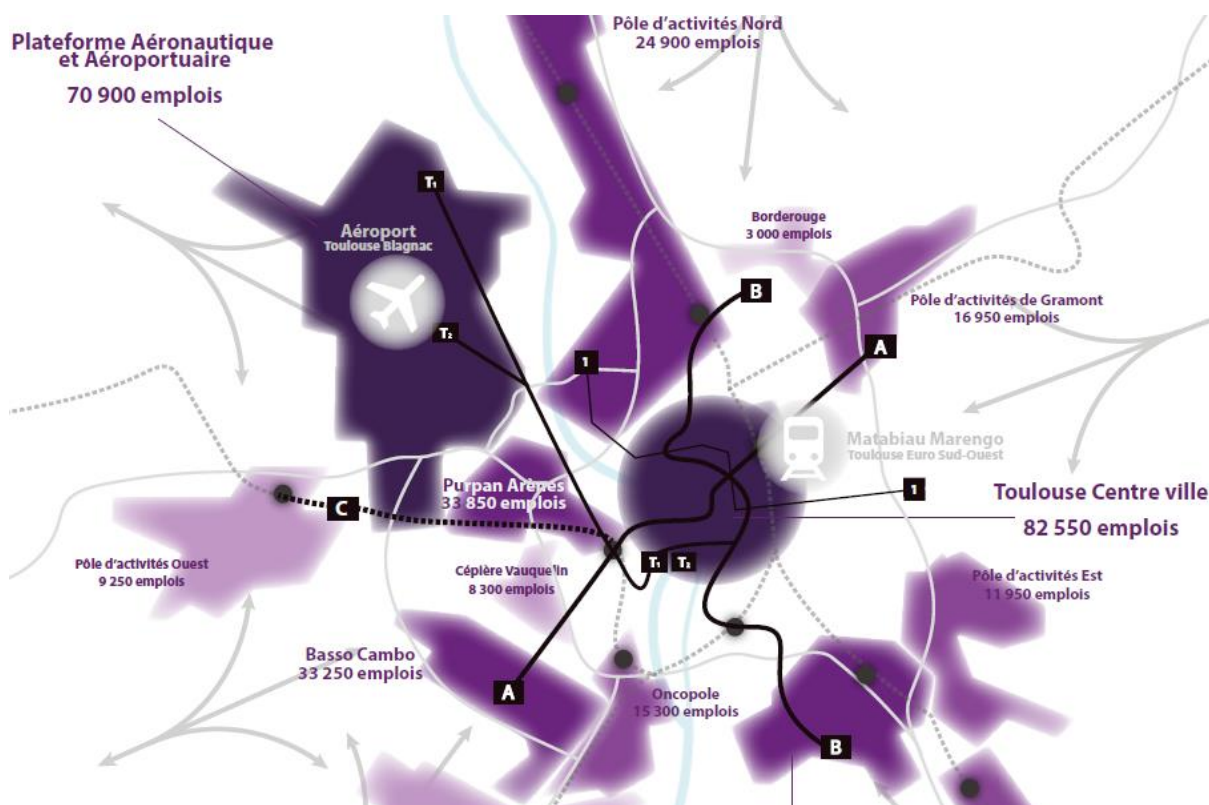 Plateforme Aéronautique
et Aéroportuaire
70 900 emplois
Pôle d'activités Nord
24 900 emplois
T1
Aéroport
Toulouse Blagnac
T2
Borderouge
3 000 emplois
B
Pôle d'activités de Gramont
16 950 emplois
A
1
Matabiau Marengo
Toulouse Euro Sud-Ouest
Purpan Arènes
33 850 emplois
C
1
Toulouse Centre ville
82 550 emplois
Pôle d'activités Ouest
9 250 emplois
Cépière Vauquelin
8 300 emplois
T1 T2
Pôle d'activités Est
11 950 emplois
Basso Cambo
33 250 emplois
A
Oncopole
15 300 emplois
B